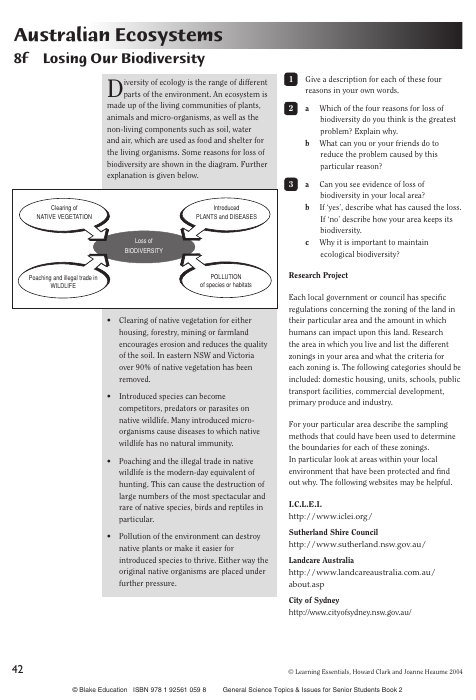 Australian Ecosystems
8f Losing Our Biodiversity
Diversity of ecology is the range of different
parts of the environment. An ecosystem is
made up of the living communities of plants,
animals and micro-organisms, as well as the
non-living components such as soil, water
and air, which are used as food and shelter for
the living organisms. Some reasons for loss of
biodiversity are shown in the diagram. Further
explanation is given below.
Clearing of
NATIVE VEGETATION
Introduced
PLANTS and DISEASES
Loss of
BIODIVERSITY
Poaching and illegal trade in
WILDLIFE
POLLUTION
of species or habitats
• Clearing of native vegetation for either
housing, forestry, mining or farmland
encourages erosion and reduces the quality
of the soil. In eastern NSW and Victoria
over 90% of native vegetation has been
removed.
• Introduced species can become
competitors, predators or parasites on
native wildlife. Many introduced micro-
organisms cause diseases to which native
wildlife has no natural immunity.
• Poaching and the illegal trade in native
wildlife is the modern-day equivalent of
hunting. This can cause the destruction of
large numbers of the most spectacular and
rare of native species, birds and reptiles in
particular.
• Pollution of the environment can destroy
native plants or make it easier for
introduced species to thrive. Either way the
original native organisms are placed under
further pressure.
1 Give a description for each of these four
reasons in your own words.
2 a Which of the four reasons for loss of
biodiversity do you think is the greatest
problem? Explain why.
b What can you or your friends do to
reduce the problem caused by this
particular reason?
3 a Can you see evidence of loss of
biodiversity in your local area?
b If 'yes', describe what has caused the loss.
If 'no' describe how your area keeps its
biodiversity.
c Why it is important to maintain
ecological biodiversity?
Research Project
Each local government or council has specific
regulations concerning the zoning of the land in
their particular area and the amount in which
humans can impact upon this land. Research
the area in which you live and list the different
zonings in your area and what the criteria for
each zoning is. The following categories should be
included: domestic housing, units, schools, public
transport facilities, commercial development,
primary produce and industry.
For your particular area describe the sampling
methods that could have been used to determine
the boundaries for each of these zonings.
In particular look at areas within your local
environment that have been protected and find
out why. The following websites may be helpful.
I.C.L.E.I.
http://www.iclei.org/
Sutherland Shire Council
http://www.sutherland.nsw.gov.au/
Landcare Australia
http://www.landcareaustralia.com.au/
about.asp
City of Sydney
http://www.cityofsydney.nsw.gov.au/
42
© Learning Essentials, Howard Clark and Joanne Heaume 2004
© Blake Education ISBN 978 1 92561 059 8 General Science Topics & Issues for Senior Students Book 2